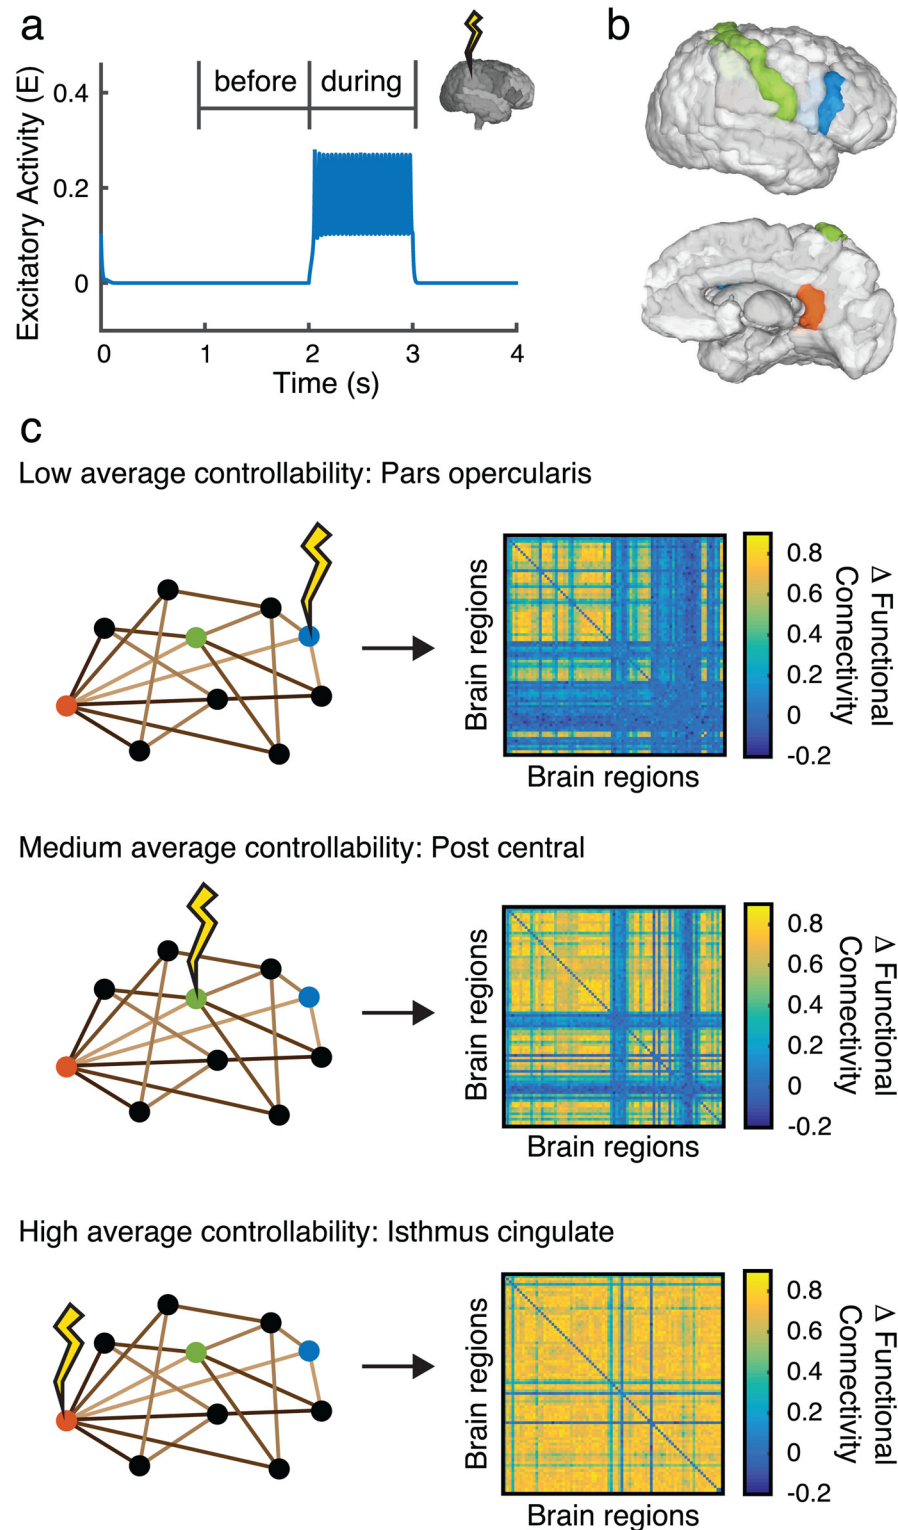 a
before during
Excitatory Activity (E)
0.4
0.2
0
0 1 2 3 4
Time (s)
b
c
Low average controllability: Pars opercularis
Brain regions
Brain regions
0.8
0.6
0.4
0.2
0
-0.2
Δ Functional
Connectivity
Medium average controllability: Post central
Brain regions
Brain regions
0.8
0.6
0.4
0.2
0
-0.2
Δ Functional
Connectivity
High average controllability: Isthmus cingulate
Brain regions
Brain regions
0.8
0.6
0.4
0.2
0
-0.2
Δ Functional
Connectivity